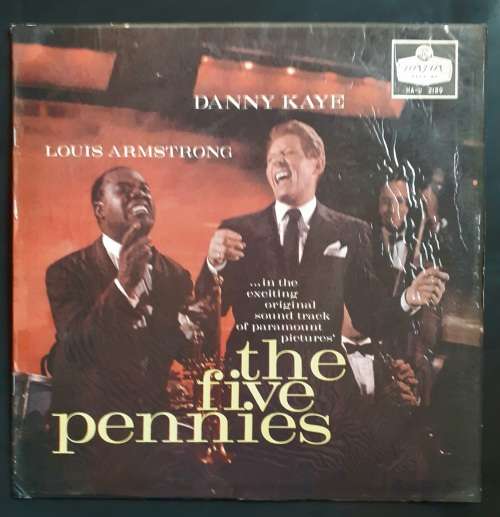 LONDON
HA-U 2189
DANNY KAYE
LOUIS ARMSTRONG
...in the
exciting
original
sound track
of paramount
pictures'
the
five
pennies